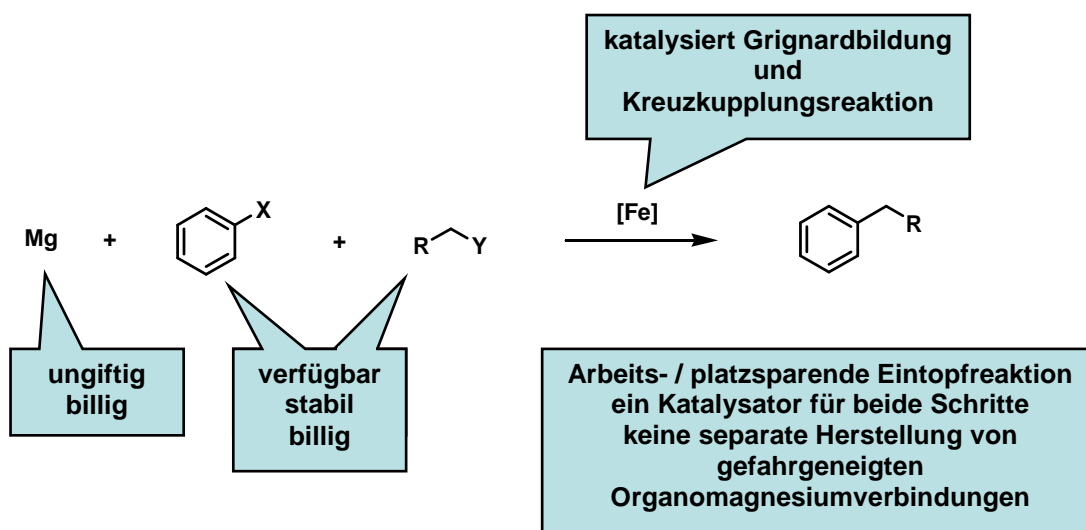 katalysiert Grignardbildung
und
Kreuzkupplungsreaktion
[Fe]
Mg + X + R Y R
ungiftig
billig
verfügbar
stabil
billig
Arbeits- / platzsparende Eintopfreaktion
ein Katalysator für beide Schritte
keine separate Herstellung von
gefahrgeneigten
Organomagnesiumverbindungen